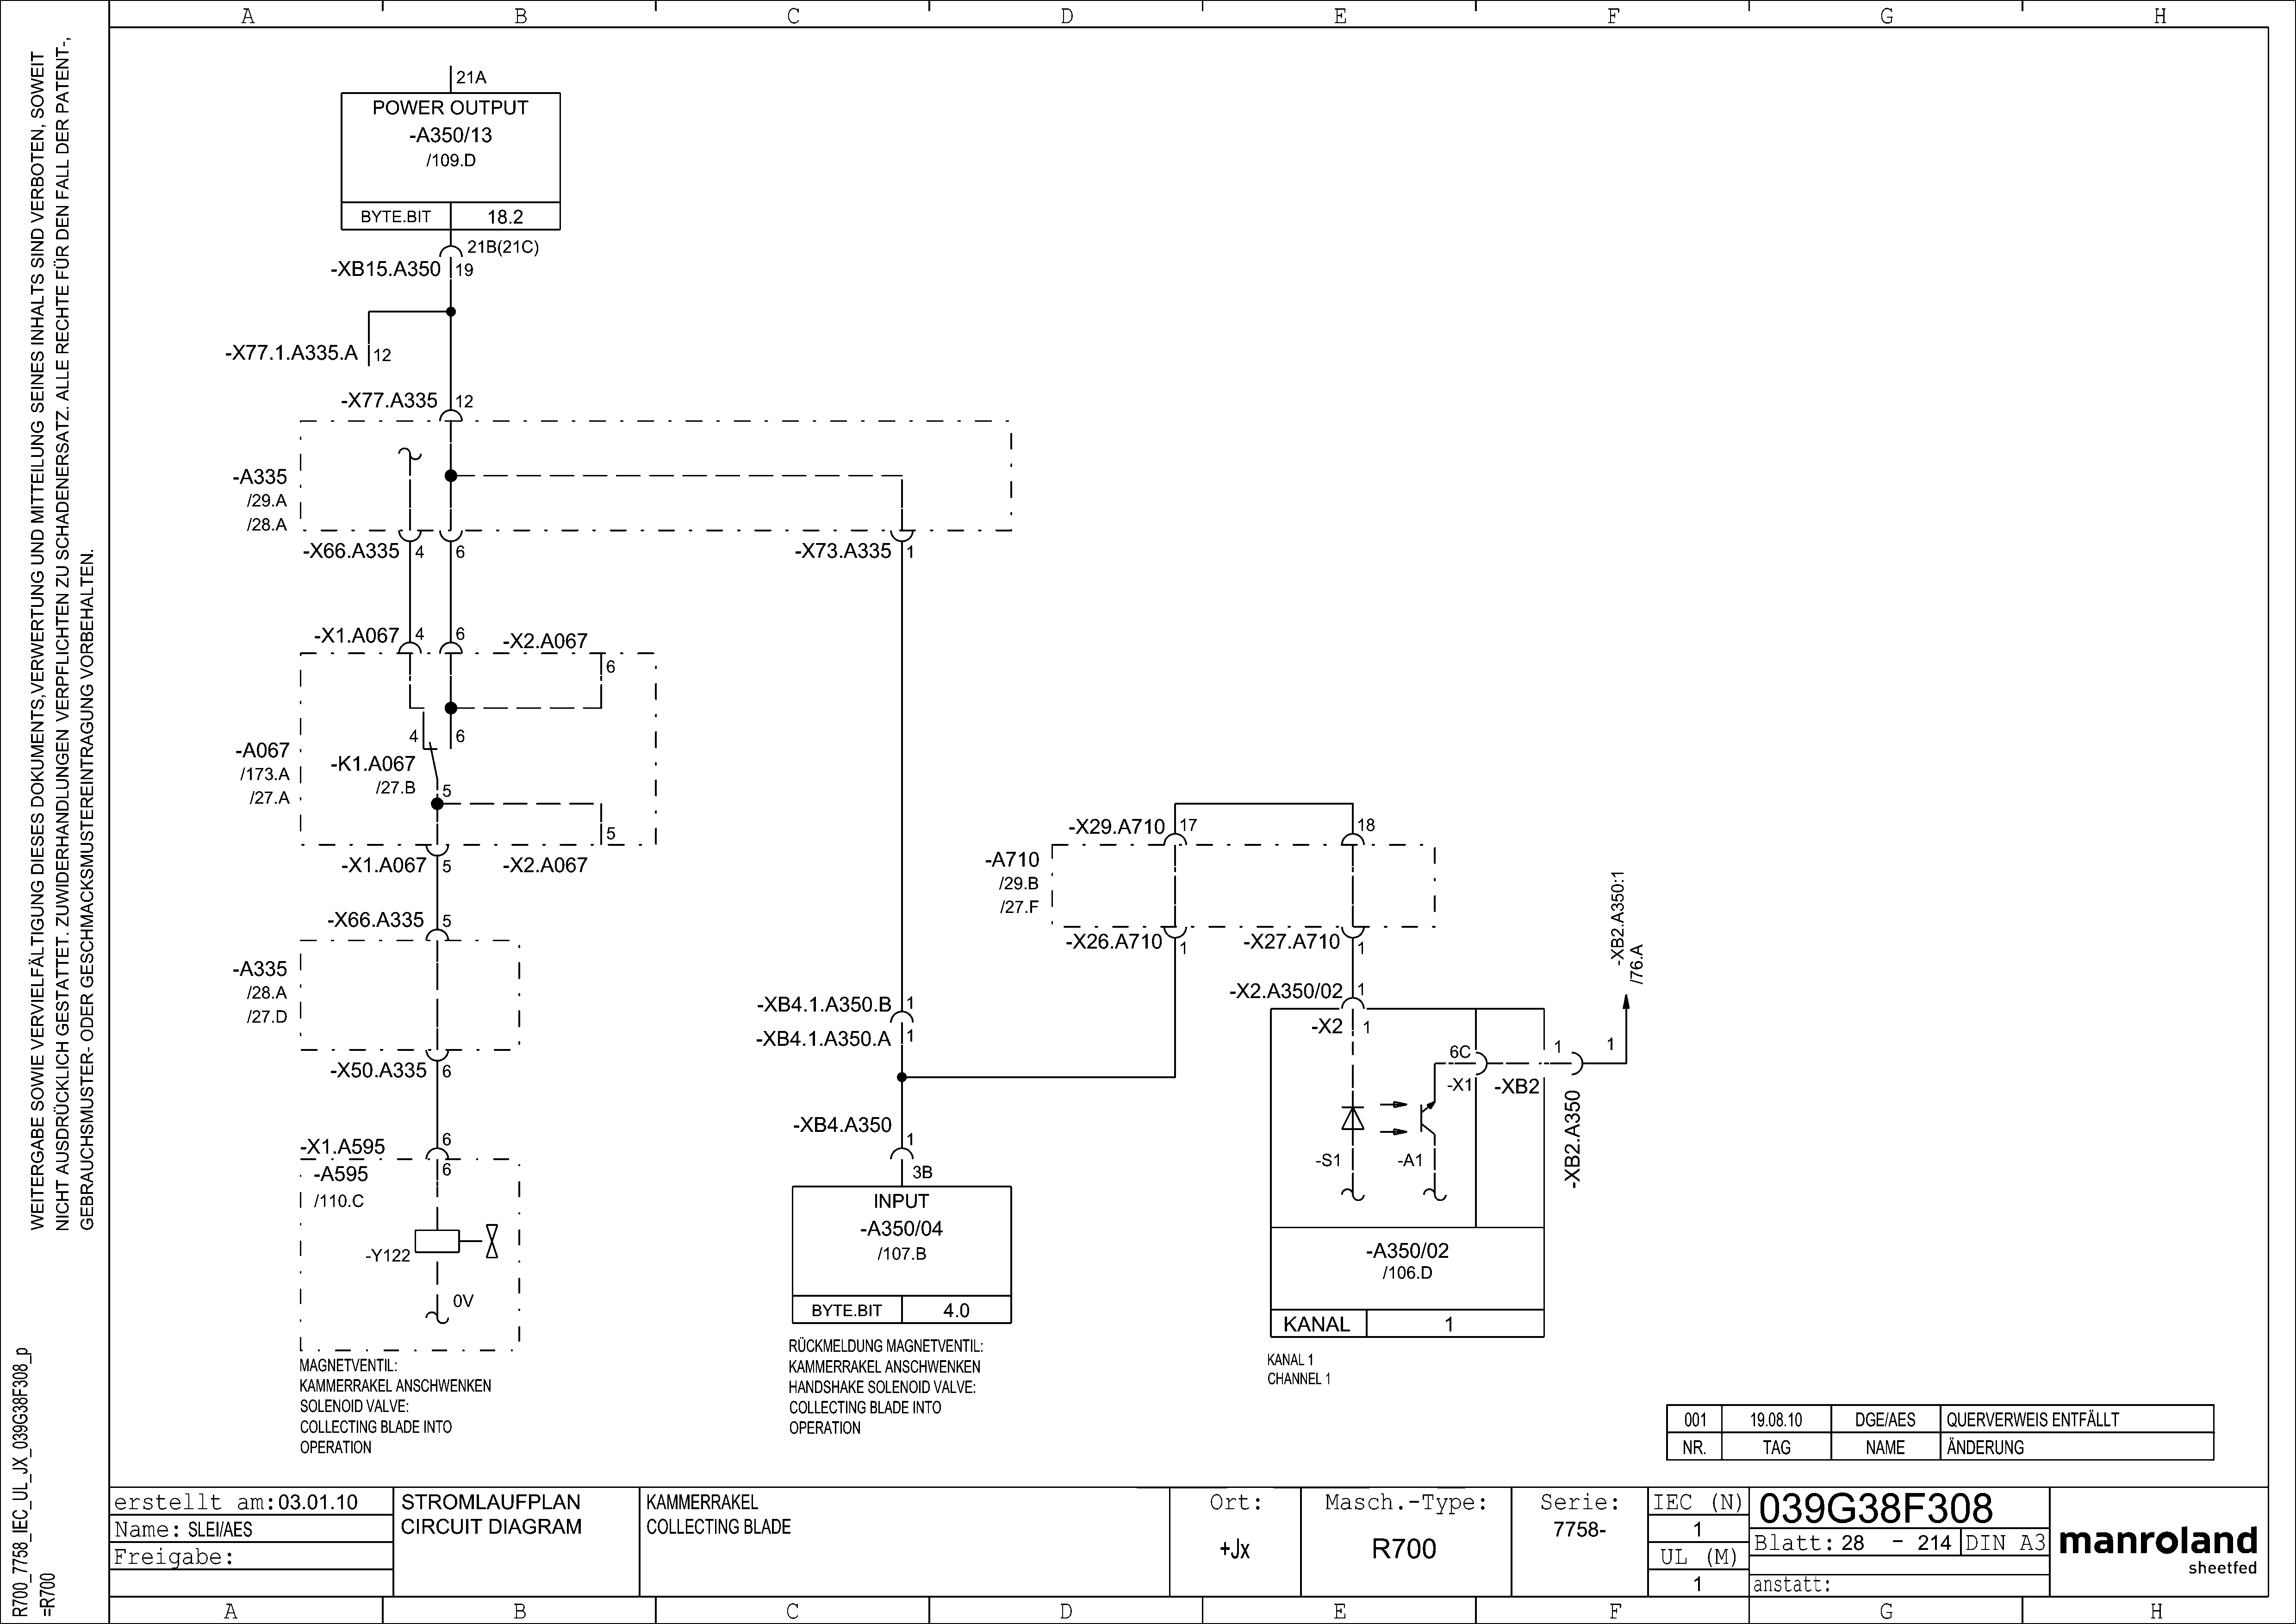 A B C D E F G H
WEITERGABE SOWIE VERVIELFÄLTIGUNG DIESES DOKUMENTS,VERWERTUNG UND MITTEILUNG SEINES INHALTS SIND VERBOTEN, SOWEIT
NICHT AUSDRÜCKLICH GESTATTET. ZUWIDERHANDLUNGEN VERPFLICHTEN ZU SCHADENERSATZ. ALLE RECHTE FÜR DEN FALL DER PATENT-,
GEBRAUCHSMUSTER- ODER GESCHMACKSMUSTEREINTRAGUNG VORBEHALTEN.
R700_7758_IEC_UL_JX_039G38F308_p
=R700
21A
POWER OUTPUT
-A350/13
/109.D
BYTE.BIT 18.2
21B(21C)
-XB15.A350 19
-X77.1.A335.A 12
-X77.A335 12
-A335
/29.A
/28.A
-X66.A335 4 6
-X73.A335 1
-X1.A067 4 6
-X2.A067
6
4 6
-A067
/173.A
/27.A
-K1.A067
/27.B
5
5
-X1.A067 5
-X2.A067
-X66.A335 5
-A335
/28.A
/27.D
-X50.A335 6
-X1.A595 6
-A595
6
/110.C
-Y122
0V
MAGNETVENTIL:
KAMMERRAKEL ANSCHWENKEN
SOLENOID VALVE:
COLLECTING BLADE INTO
OPERATION
-XB4.1.A350.B 1
-XB4.1.A350.A 1
-XB4.A350
1
3B
INPUT
-A350/04
/107.B
BYTE.BIT 4.0
RÜCKMELDUNG MAGNETVENTIL:
KAMMERRAKEL ANSCHWENKEN
HANDSHAKE SOLENOID VALVE:
COLLECTING BLADE INTO
OPERATION
-X29.A710 17 18
-A710
/29.B
/27.F
-X26.A710 1
-X27.A710 1
-X2.A350/02 1
-X2 1
6C
-X1
-XB2
1
1
-XB2.A350
-XB2.A350:1
/76.A
-S1
-A1
-A350/02
/106.D
KANAL 1
KANAL 1
CHANNEL 1
001 19.08.10 DGE/AES QUERVERWEIS ENTFÄLLT
NR. TAG NAME ÄNDERUNG
erstellt am: 03.01.10
Name: SLEI/AES
Freigabe:
STROMLAUFPLAN
CIRCUIT DIAGRAM
KAMMERRAKEL
COLLECTING BLADE
Ort:
+Jx
Masch.-Type:
R700
Serie:
7758-
IEC (N)
1
UL (M)
1
039G38F308
Blatt: 28 - 214 DIN A3
anstatt:
manroland
sheetfed
A B C D E F G H